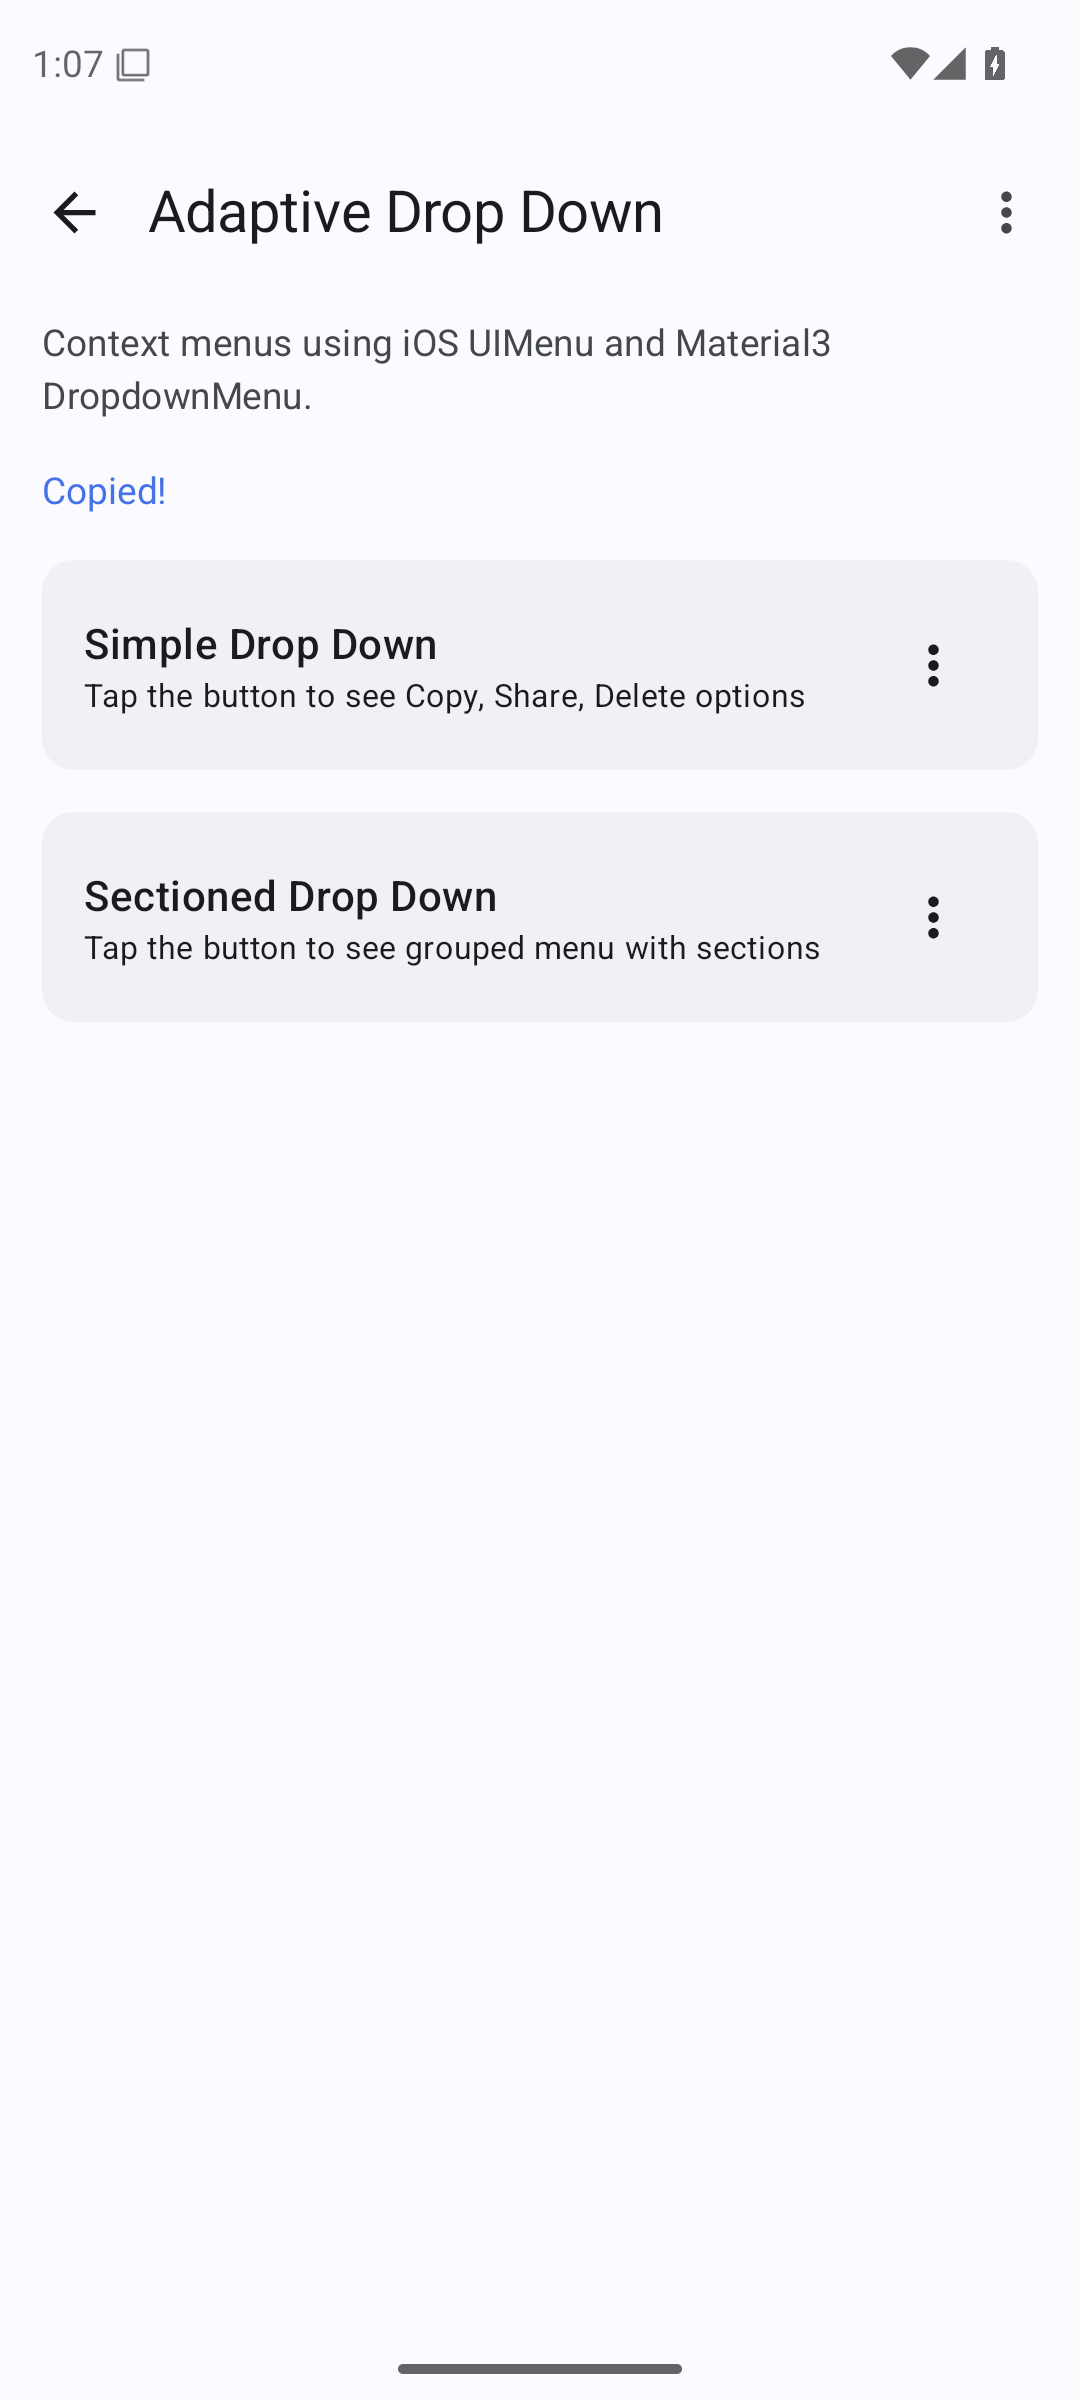 1:07
Adaptive Drop Down
Context menus using iOS UIMenu and Material3
DropdownMenu.
Copied!
Simple Drop Down
Tap the button to see Copy, Share, Delete options
Sectioned Drop Down
Tap the button to see grouped menu with sections